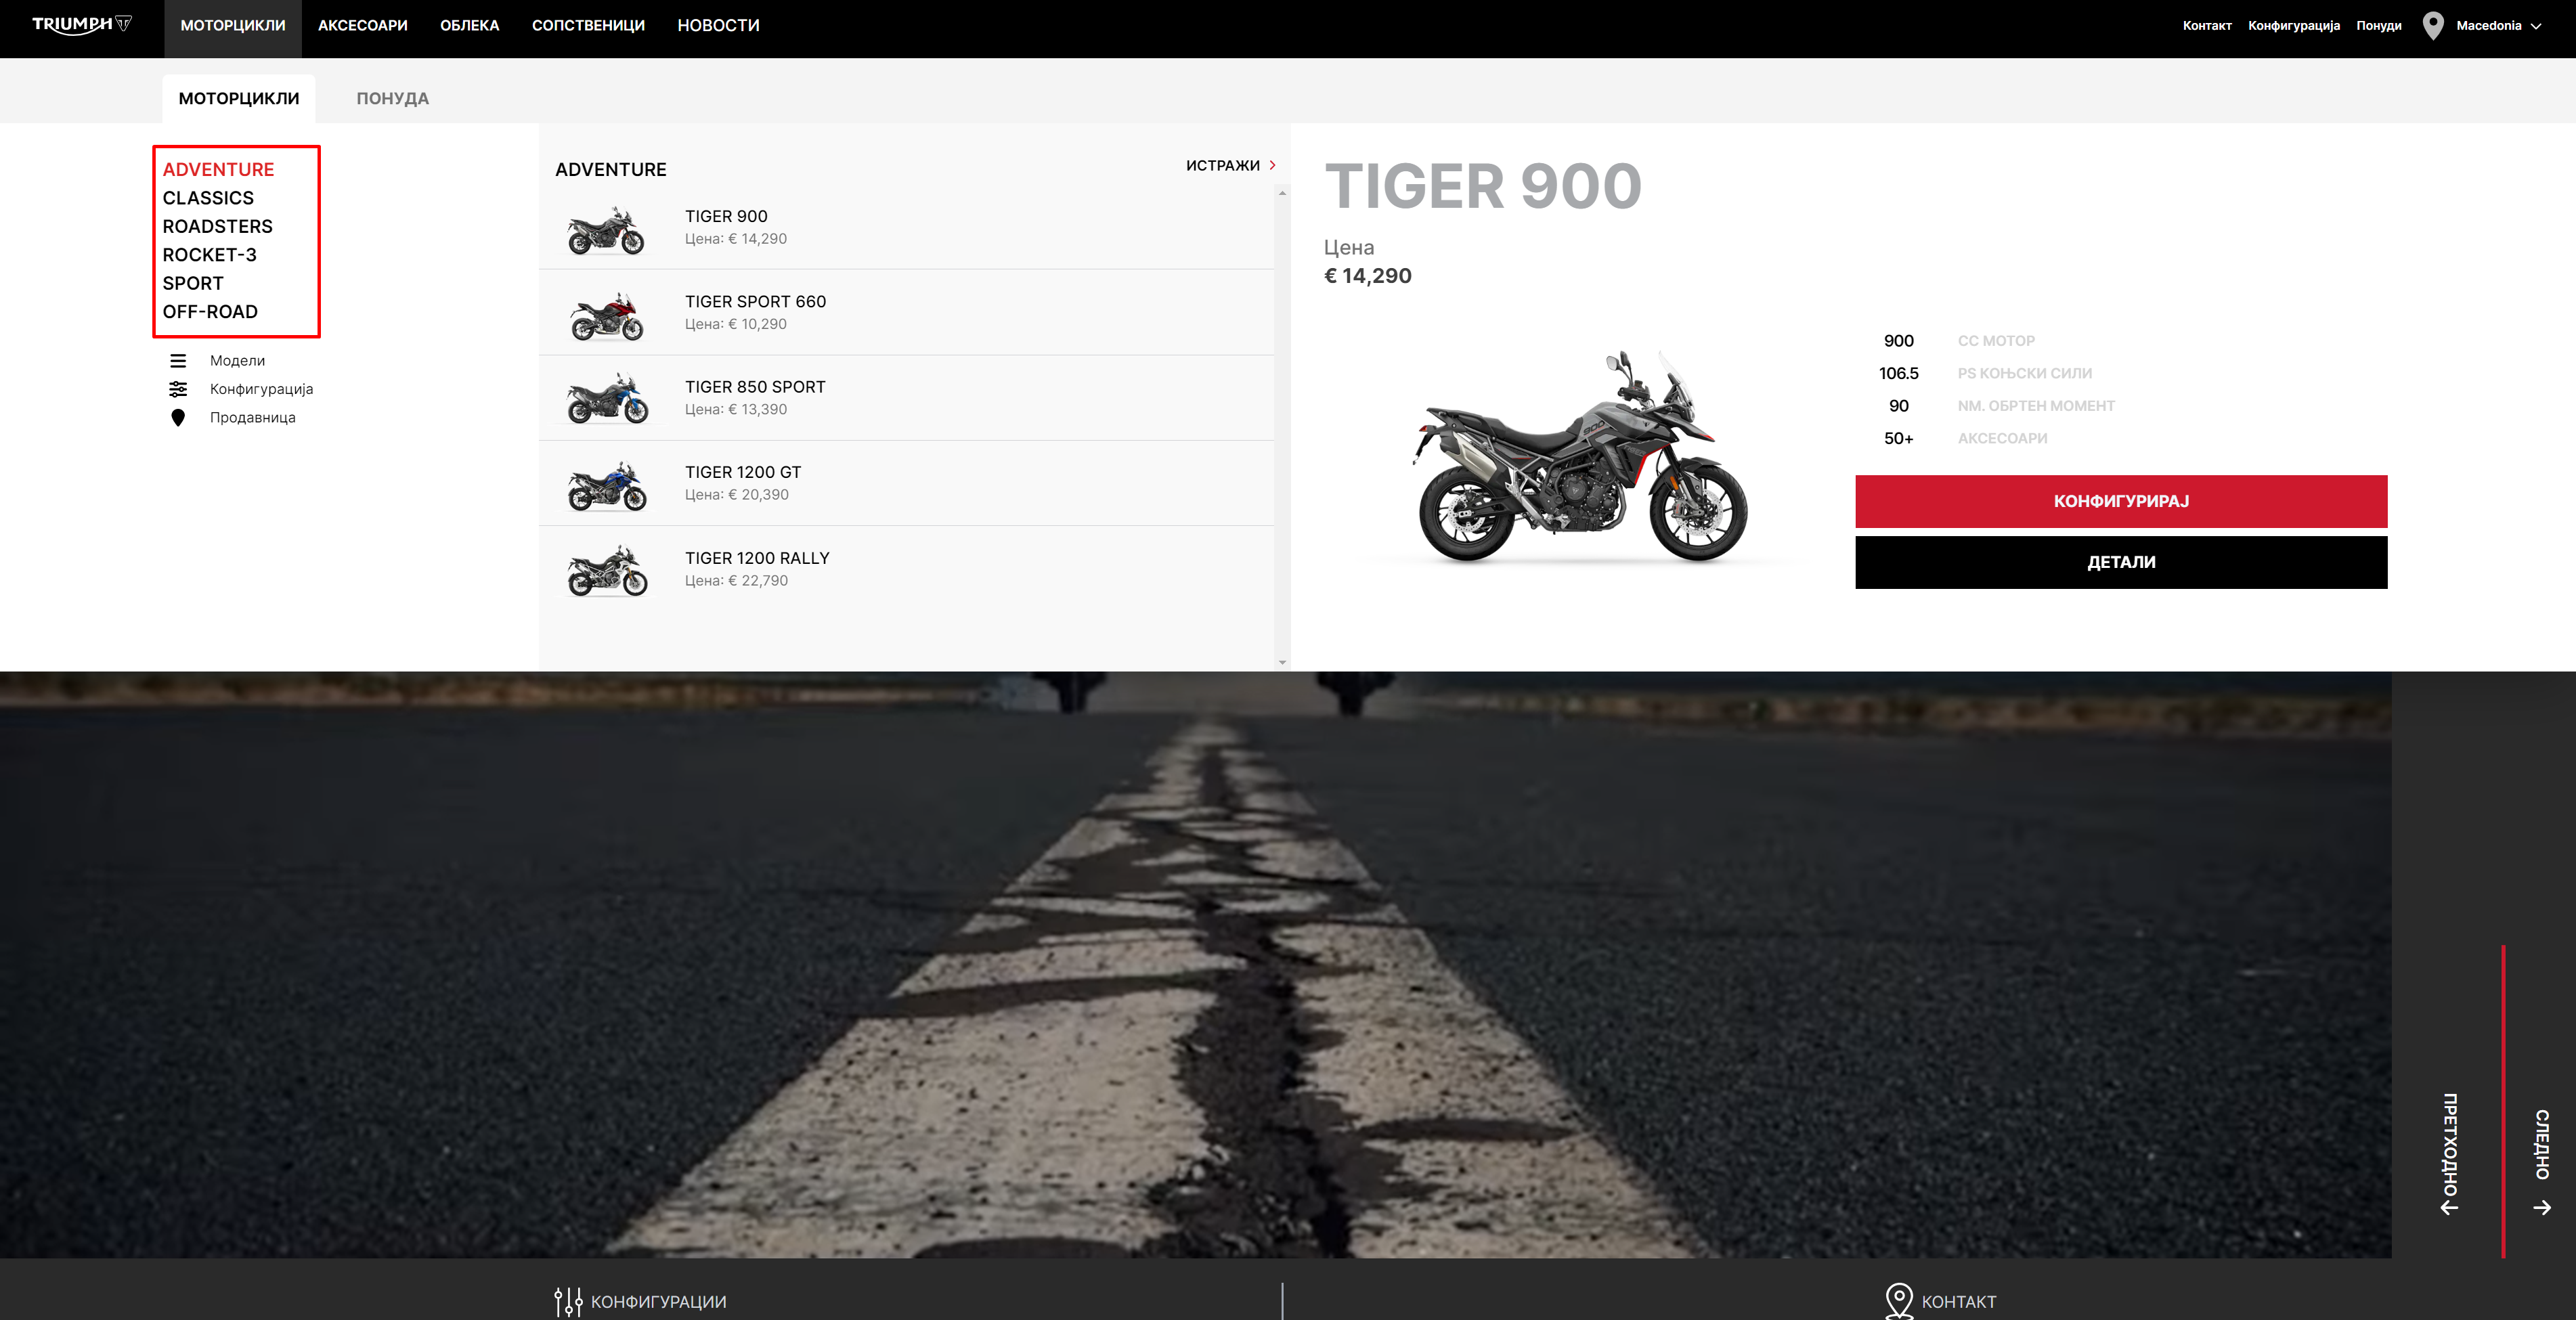 TRIUMPH
МОТОРЦИКЛИ АКСЕСОАРИ ОБЛЕКА СОПСТВЕНИЦИ НОВОСТИ
Контакт Конфигурација Понуди Macedonia
МОТОРЦИКЛИ ПОНУДА
ADVENTURE
CLASSICS
ROADSTERS
ROCKET-3
SPORT
OFF-ROAD
Модели
Конфигурација
Продавница
ADVENTURE
ИСТРАЖИ
TIGER 900
Цена: € 14,290
TIGER SPORT 660
Цена: € 10,290
TIGER 850 SPORT
Цена: € 13,390
TIGER 1200 GT
Цена: € 20,390
TIGER 1200 RALLY
Цена: € 22,790
TIGER 900
Цена
€ 14,290
900 CC МОТОР
106.5 PS КОЊСКИ СИЛИ
90 NM. ОБРТЕН МОМЕНТ
50+ АКСЕСОАРИ
КОНФИГУРИРАЈ
ДЕТАЛИ
ПРЕТХОДНО
СЛЕДНО
КОНФИГУРАЦИИ
КОНТАКТ